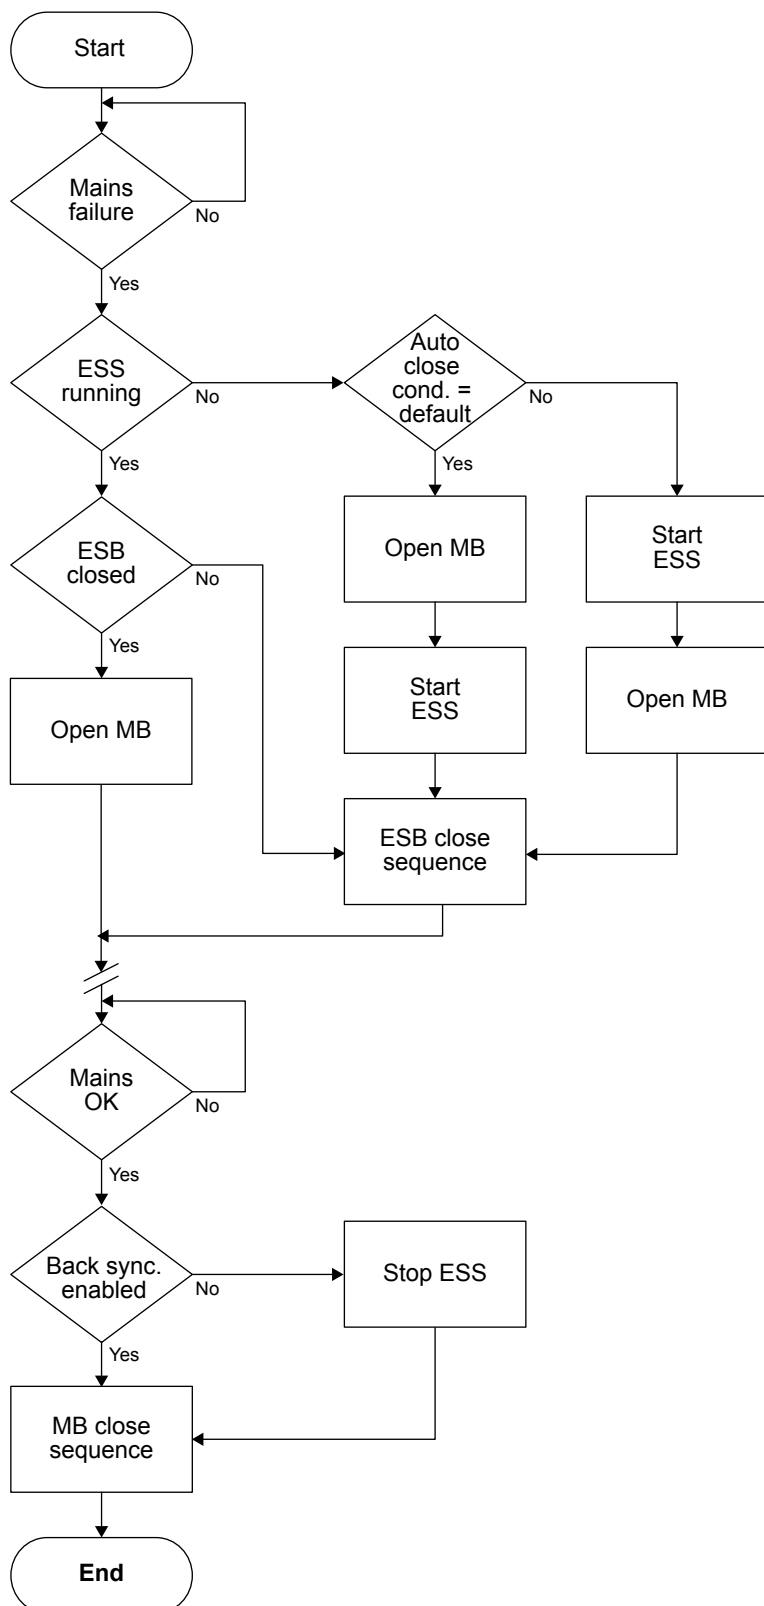 Start
Mains
failure
No
Yes
ESS
running
No
Auto
close
cond. =
default
No
Yes
Yes
ESB
closed
No
Yes
Open MB
Start
ESS
Open MB
Start
ESS
Open MB
ESB close
sequence
Mains
OK
No
Yes
Back sync.
enabled
No
Stop ESS
Yes
MB close
sequence
End